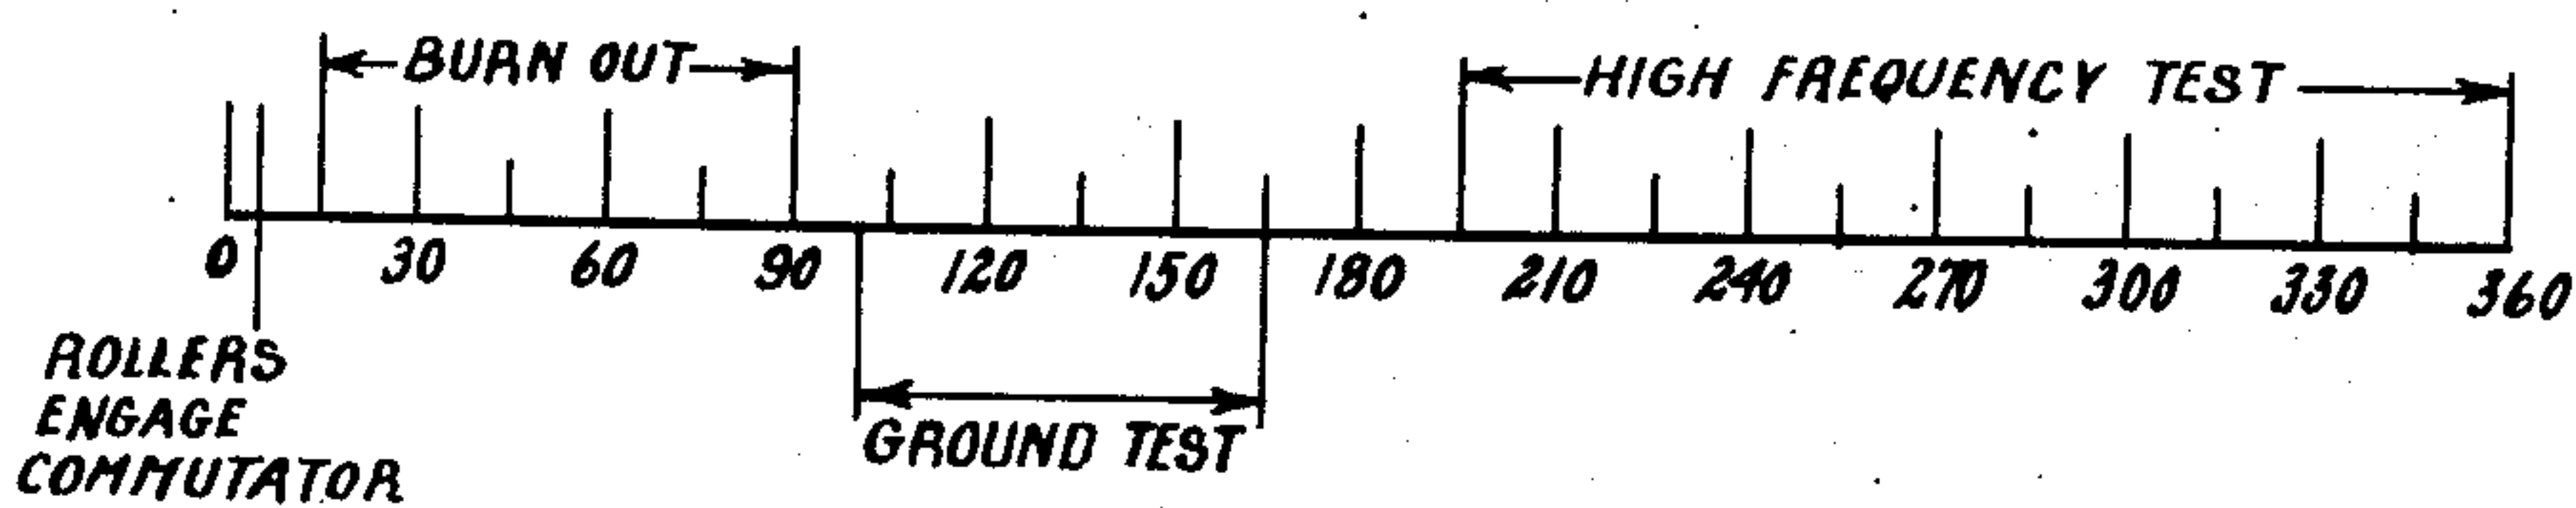 BURN OUT HIGH FREQUENCY TEST
0 30 60 90 120 150 180 210 240 270 300 330 360
ROLLERS
ENGAGE
COMMUTATOR
GROUND TEST